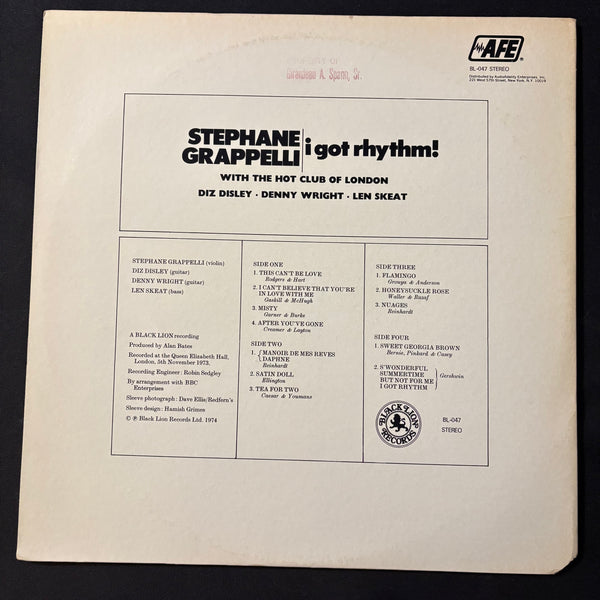 PROPERTY OF
A. Spann, Sr.
AFE®
BL-047 STEREO
Distributed by Audiofidelity Enterprises, Inc.
221 West 57th Street, New York, N.Y. 10019
STEPHANE
GRAPPELLI
i got rhythm!
WITH THE HOT CLUB OF LONDON
DIZ DISLEY · DENNY WRIGHT · LEN SKEAT
STEPHANE GRAPPELLI (violin)
DIZ DISLEY (guitar)
DENNY WRIGHT (guitar)
LEN SKEAT (bass)
A BLACK LION recording
Produced by Alan Bates
Recorded at the Queen Elizabeth Hall,
London, 5th November 1973.
Recording Engineer : Robin Sedgley
By arrangement with BBC
Enterprises
Sleeve photograph : Dave Ellis/Redfern's
Sleeve design : Hamish Grimes
© ℗ Black Lion Records Ltd. 1974
SIDE ONE
1. THIS CAN'T BE LOVE
Rodgers & Hart
2. I CAN'T BELIEVE THAT YOU'RE
IN LOVE WITH ME
Gaskill & McHugh
3. MISTY
Garner & Burke
4. AFTER YOU'VE GONE
Creamer & Layton
SIDE TWO
1. MANOIR DE MES REVES
DAPHNE
Reinhardt
2. SATIN DOLL
Ellington
3. TEA FOR TWO
Caesar & Youmans
SIDE THREE
1. FLAMINGO
Grouya & Anderson
2. HONEYSUCKLE ROSE
Waller & Razaf
3. NUAGES
Reinhardt
SIDE FOUR
1. SWEET GEORGIA BROWN
Bernie, Pinkard & Casey
2. S'WONDERFUL
SUMMERTIME
BUT NOT FOR ME
I GOT RHYTHM
Gershwin
BLACK LION
RECORDS
BL-047
STEREO